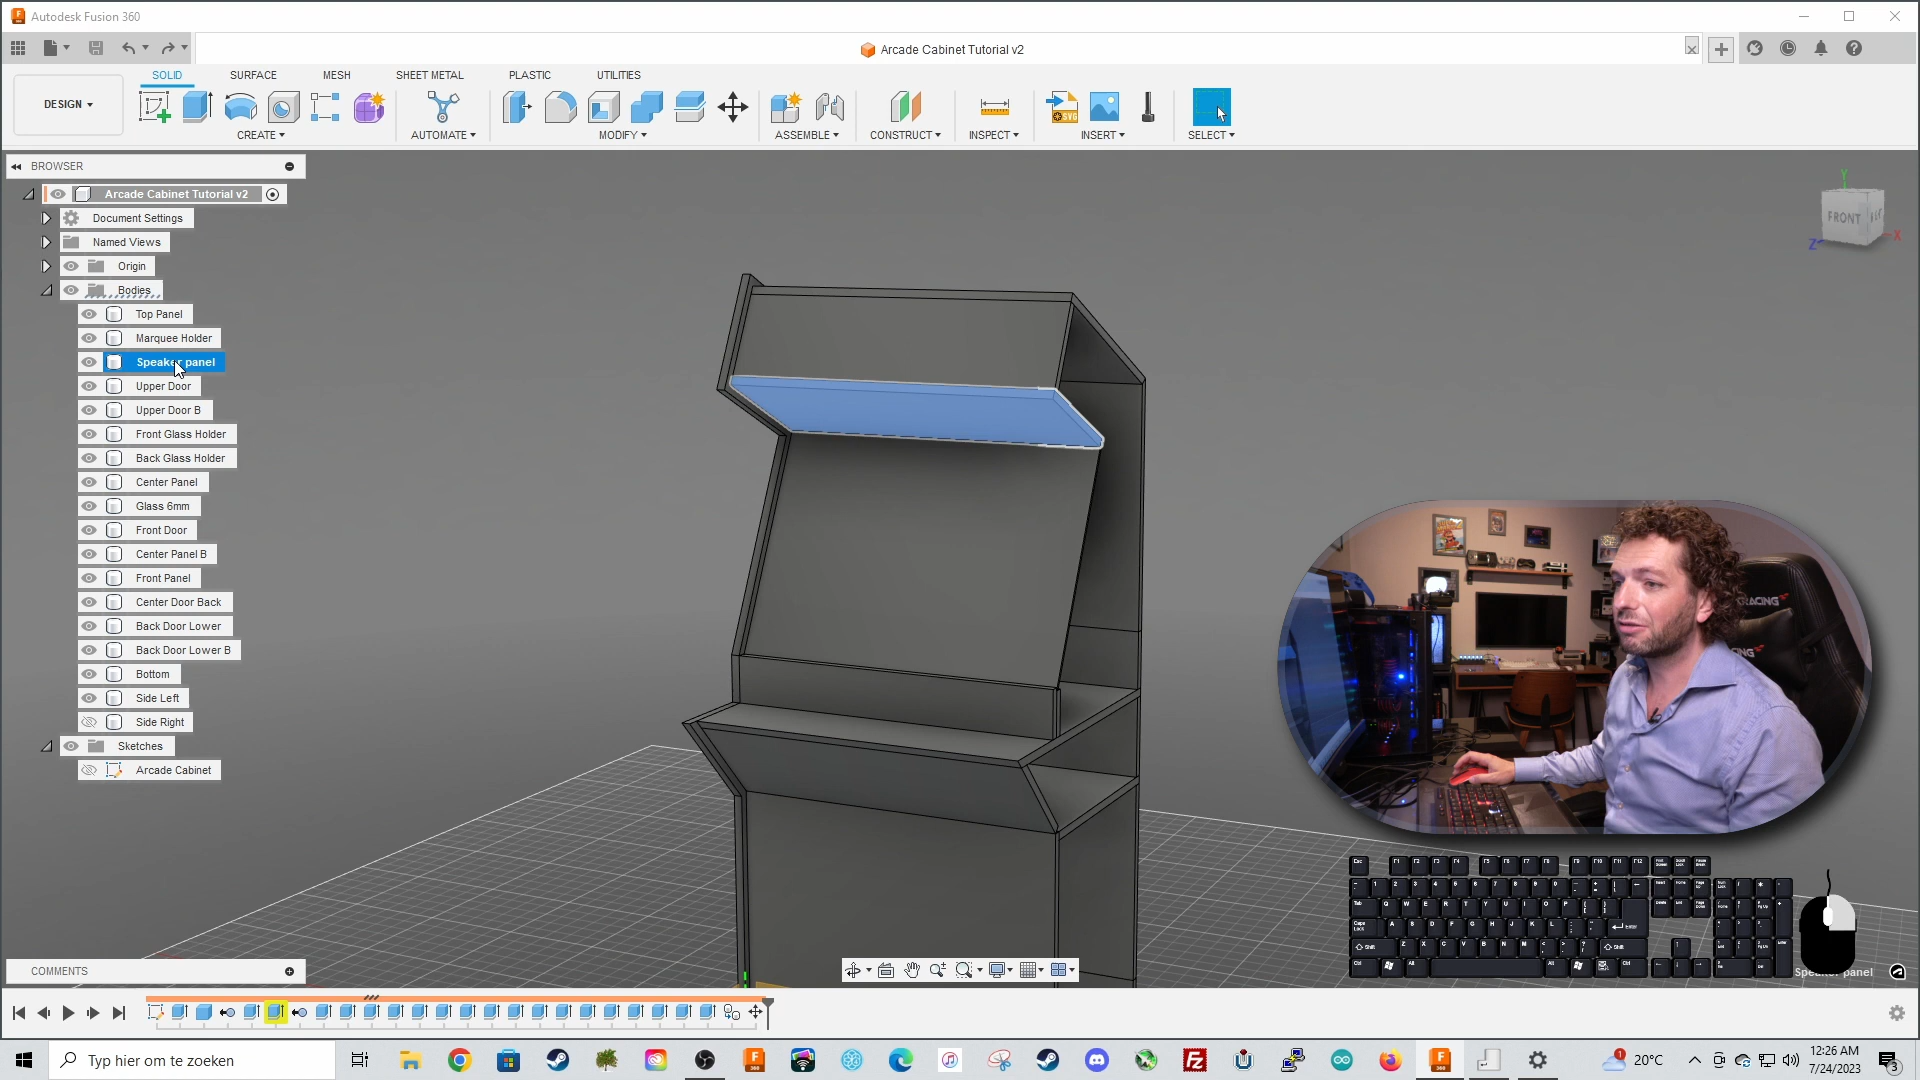 Autodesk Fusion 360
Arcade Cabinet Tutorial v2
DESIGN
SOLID
SURFACE
MESH
SHEET METAL
PLASTIC
UTILITIES
CREATE
AUTOMATE
MODIFY
ASSEMBLE
CONSTRUCT
INSPECT
INSERT
SELECT
BROWSER
Arcade Cabinet Tutorial v2
Document Settings
Named Views
Origin
Bodies
Top Panel
Marquee Holder
Speaker panel
Upper Door
Upper Door B
Front Glass Holder
Back Glass Holder
Center Panel
Glass 6mm
Front Door
Center Panel B
Front Panel
Center Door Back
Back Door Lower
Back Door Lower B
Bottom
Side Left
Side Right
Sketches
Arcade Cabinet
FRONT
Y
Z
X
COMMENTS
Speaker panel
Typ hier om te zoeken
20°C
12:26 AM
7/24/2023